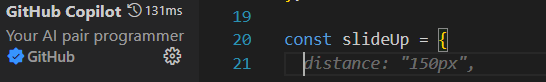 GitHub Copilot 131ms
Your AI pair programmer
GitHub
19
20 const slideUp = {
21 distance: "150px",